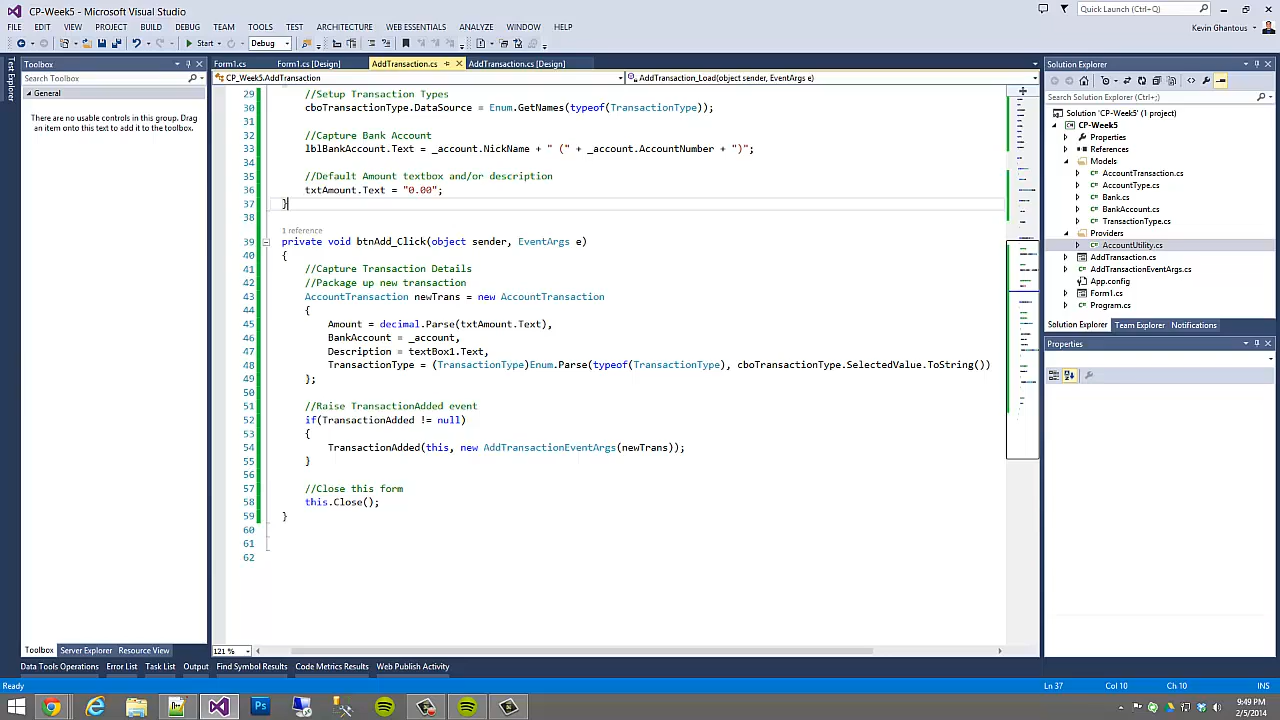 CP-Week5 - Microsoft Visual Studio
Quick Launch (Ctrl+Q)
FILE EDIT VIEW PROJECT BUILD DEBUG TEAM TOOLS TEST ARCHITECTURE WEB ESSENTIALS ANALYZE WINDOW HELP
Kevin Ghantous
Start
Debug
Test Explorer
Toolbox
Search Toolbox
General
There are no usable controls in this group. Drag
an item onto this text to add it to the toolbox.
Toolbox Server Explorer Resource View
Form1.cs Form1.cs [Design] AddTransaction.cs AddTransaction.cs [Design]
CP_Week5.AddTransaction AddTransaction_Load(object sender, EventArgs e)
29 //Setup Transaction Types
30 cboTransactionType.DataSource = Enum.GetNames(typeof(TransactionType));
31
32 //Capture Bank Account
33 lblBankAccount.Text = _account.NickName + " (" + _account.AccountNumber + ")";
34
35 //Default Amount textbox and/or description
36 txtAmount.Text = "0.00";
37 }
38
1 reference
39 private void btnAdd_Click(object sender, EventArgs e)
40 {
41 //Capture Transaction Details
42 //Package up new transaction
43 AccountTransaction newTrans = new AccountTransaction
44 {
45 Amount = decimal.Parse(txtAmount.Text),
46 BankAccount = _account,
47 Description = textBox1.Text,
48 TransactionType = (TransactionType)Enum.Parse(typeof(TransactionType), cboTransactionType.SelectedValue.ToString())
49 };
50
51 //Raise TransactionAdded event
52 if(TransactionAdded != null)
53 {
54 TransactionAdded(this, new AddTransactionEventArgs(newTrans));
55 }
56
57 //Close this form
58 this.Close();
59 }
60
61
62
121 %
Solution Explorer
Search Solution Explorer (Ctrl+;)
Solution 'CP-Week5' (1 project)
CP-Week5
Properties
References
Models
AccountTransaction.cs
AccountType.cs
Bank.cs
BankAccount.cs
TransactionType.cs
Providers
AccountUtility.cs
AddTransaction.cs
AddTransactionEventArgs.cs
App.config
Form1.cs
Program.cs
Solution Explorer Team Explorer Notifications
Properties
Data Tools Operations Error List Task List Output Find Symbol Results Code Metrics Results Web Publish Activity
Ready Ln 37 Col 10 Ch 10 INS
9:49 PM
2/5/2014